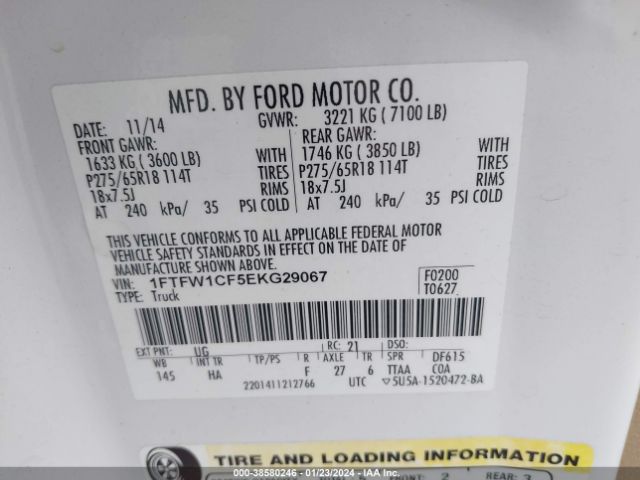 MFD. BY FORD MOTOR CO.
DATE: 11/14 GVWR: 3221 KG ( 7100 LB)
FRONT GAWR: REAR GAWR:
1633 KG ( 3600 LB) WITH 1746 KG ( 3850 LB) WITH
P275/65R18 114T TIRES P275/65R18 114T TIRES
18x7.5J RIMS 18x7.5J RIMS
AT 240 kPa/ 35 PSI COLD AT 240 kPa/ 35 PSI COLD
THIS VEHICLE CONFORMS TO ALL APPLICABLE FEDERAL MOTOR
VEHICLE SAFETY STANDARDS IN EFFECT ON THE DATE OF
MANUFACTURE SHOWN ABOVE.
VIN: 1FTFW1CF5EKG29067 F0200
TYPE: Truck T0627
EXT PNT: UG RC: 21 DSO:
WB INT TR TP/PS R AXLE TR SPR DF615
145 HA F 27 6 TTAA COA
2201411212766 UTC ▽5U5A-1520472-BA
TIRE AND LOADING INFORMATION
FRONT: 2 REAR: 3
000-38580246 - 01/23/2024 - IAA Inc.